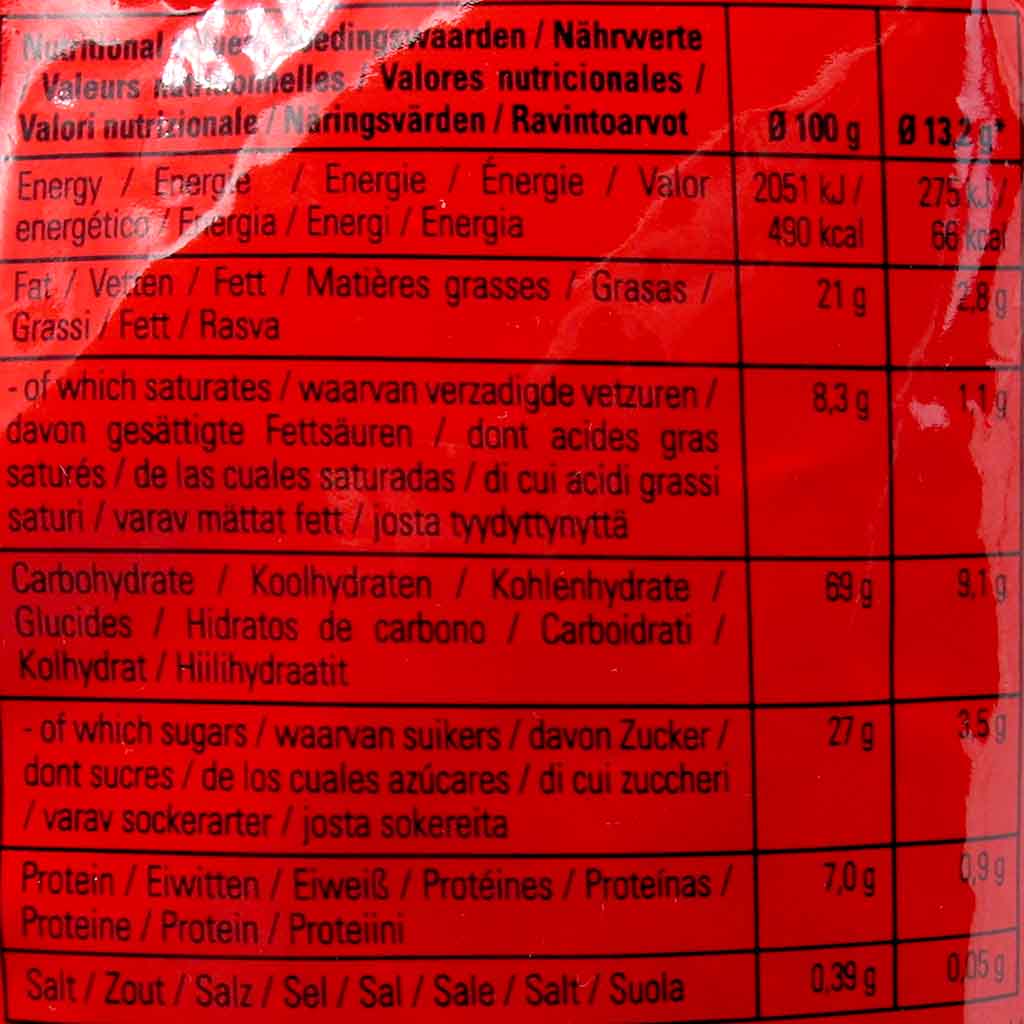 Nutritional / Voedingswaarden / Nährwerte
/ Valeurs nutritionnelles / Valores nutricionales /
Valori nutrizionale / Näringsvärden / Ravintoarvot
Ø 100 g Ø 13,2 g*
Energy / Energie / Energie / Énergie / Valor
energético / Energia / Energi / Energia
2051 kJ / 275 kJ /
490 kcal 66 kcal
Fat / Vetten / Fett / Matières grasses / Grasas /
Grassi / Fett / Rasva
21 g 2,8 g
- of which saturates / waarvan verzadigde vetzuren /
davon gesättigte Fettsäuren / dont acides gras
saturés / de las cuales saturadas / di cui acidi grassi
saturi / varav mättat fett / josta tyydyttynyttä
8,3 g 1,1 g
Carbohydrate / Koolhydraten / Kohlenhydrate /
Glucides / Hidratos de carbono / Carboidrati /
Kolhydrat / Hiilihydraatit
69 g 9,1 g
- of which sugars / waarvan suikers / davon Zucker /
dont sucres / de los cuales azúcares / di cui zuccheri
/ varav sockerarter / josta sokereita
27 g 3,5 g
Protein / Eiwitten / Eiweiß / Protéines / Proteínas /
Proteine / Protein / Proteiini
7,0 g 0,9 g
Salt / Zout / Salz / Sel / Sal / Sale / Salt / Suola
0,39 g 0,05 g